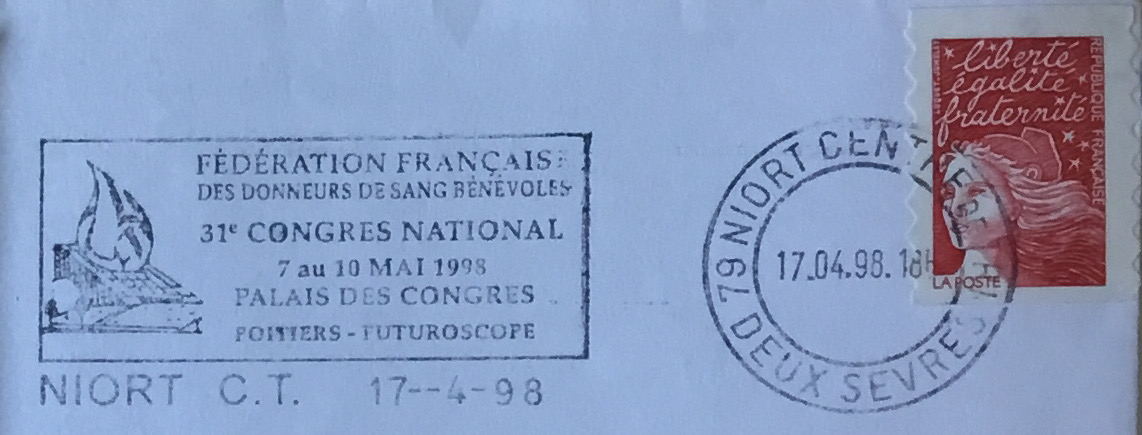 FÉDÉRATION FRANÇAISE
DES DONNEURS DE SANG BÉNÉVOLES
31e CONGRES NATIONAL
7 au 10 MAI 1998
PALAIS DES CONGRES
POITIERS - FUTUROSCOPE
NIORT C.T. 17--4-98
79 NIORT CENTRE
17.04.98. 18H
DEUX SEVRES
liberté
égalité
fraternité
RÉPUBLIQUE FRANÇAISE
LA POSTE